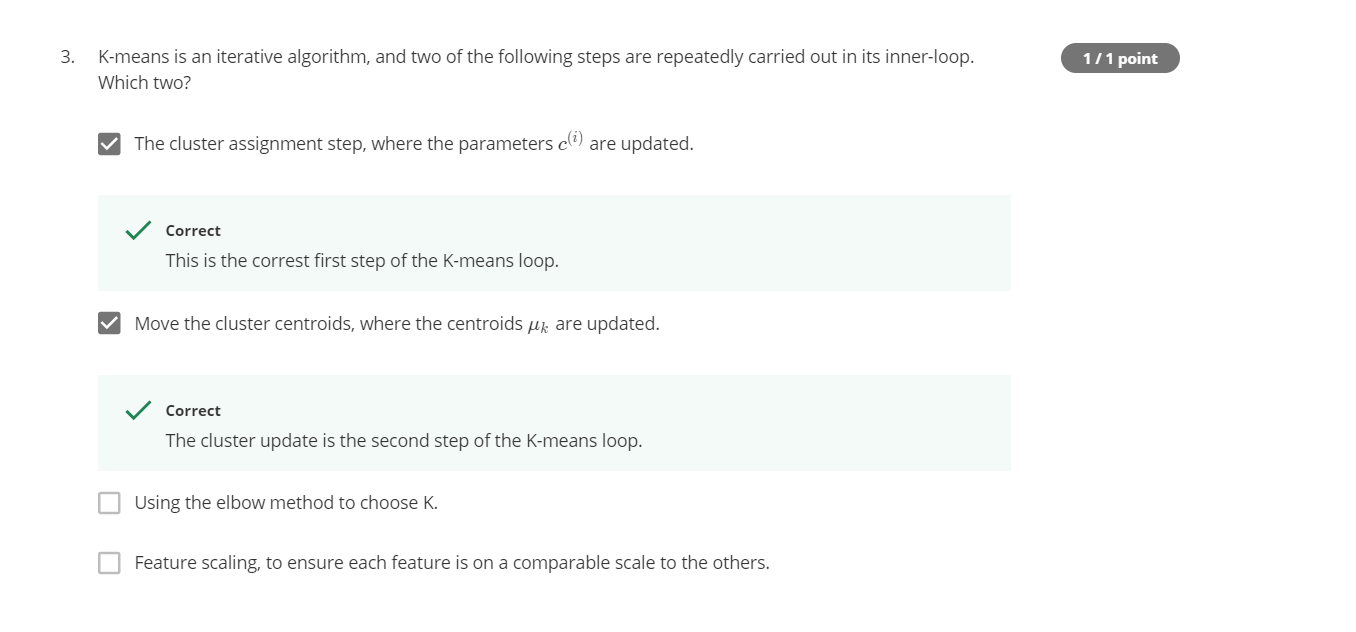 3. K-means is an iterative algorithm, and two of the following steps are repeatedly carried out in its inner-loop.
Which two?
1 / 1 point
The cluster assignment step, where the parameters c^(i) are updated.
Correct
This is the correst first step of the K-means loop.
Move the cluster centroids, where the centroids μ_k are updated.
Correct
The cluster update is the second step of the K-means loop.
Using the elbow method to choose K.
Feature scaling, to ensure each feature is on a comparable scale to the others.